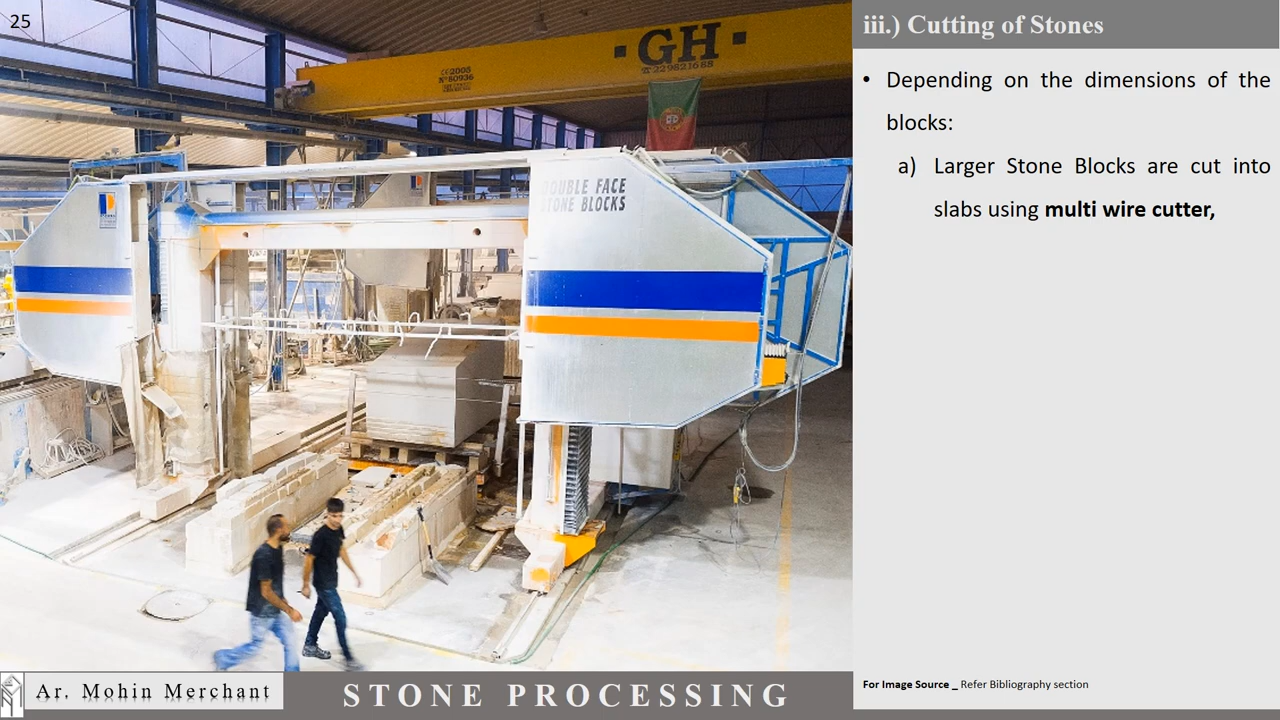 25
iii.) Cutting of Stones
GH
• Depending on the dimensions of the
blocks:
a) Larger Stone Blocks are cut into
slabs using multi wire cutter,
DOUBLE FACE
STONE BLOCKS
For Image Source _ Refer Bibliography section
Ar. Mohin Merchant
STONE PROCESSING